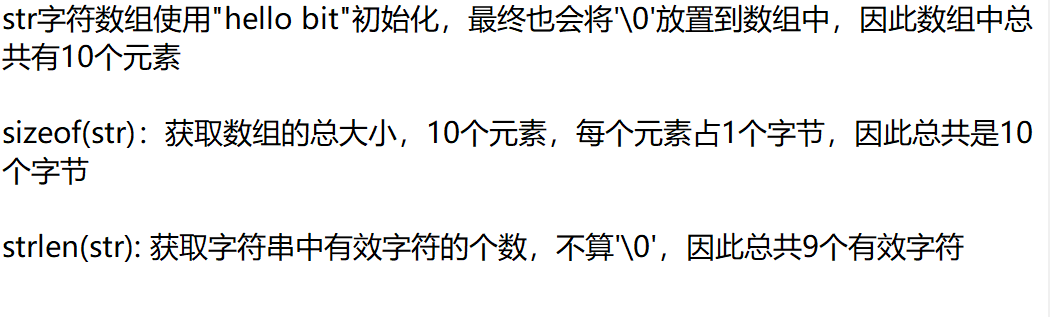 str字符数组使用"hello bit"初始化，最终也会将'\0'放置到数组中，因此数组中总
共有10个元素
sizeof(str)：获取数组的总大小，10个元素，每个元素占1个字节，因此总共是10
个字节
strlen(str): 获取字符串中有效字符的个数，不算'\0'，因此总共9个有效字符